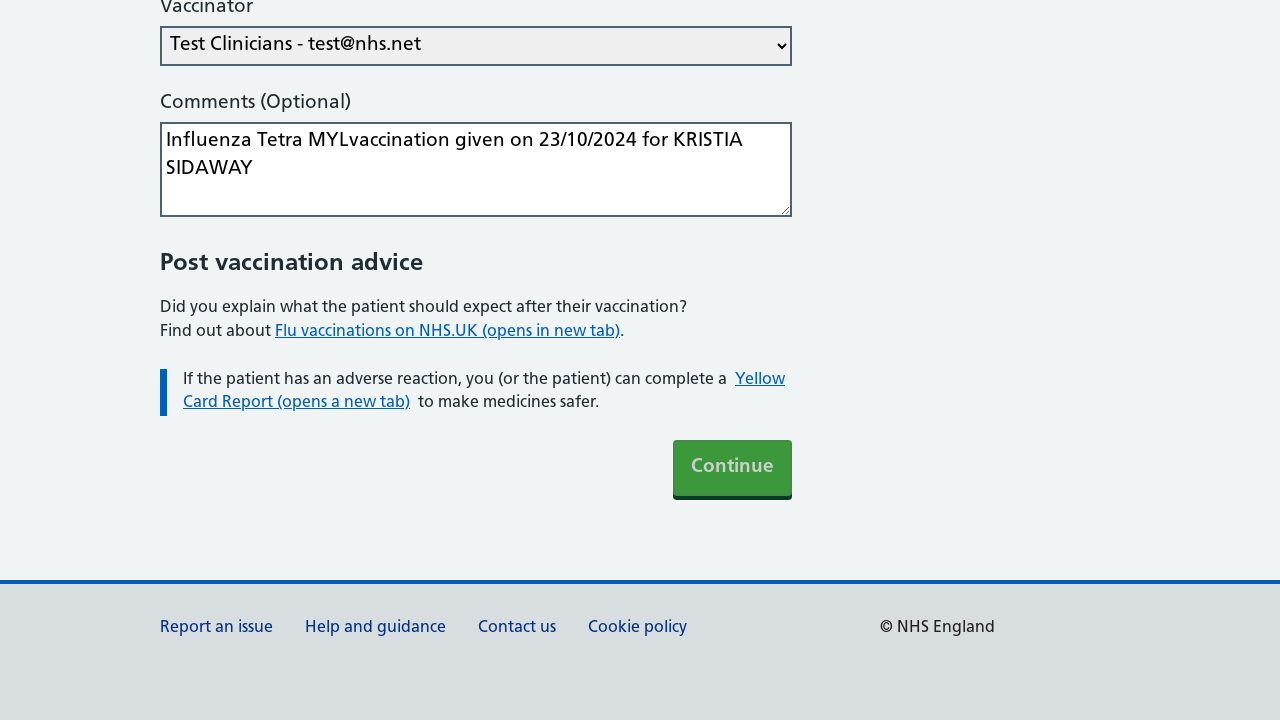 Vaccinator
Test Clinicians - test@nhs.net
Comments (Optional)
Influenza Tetra MYLvaccination given on 23/10/2024 for KRISTIA
SIDAWAY
Post vaccination advice
Did you explain what the patient should expect after their vaccination?
Find out about Flu vaccinations on NHS.UK (opens in new tab).
If the patient has an adverse reaction, you (or the patient) can complete a Yellow
Card Report (opens a new tab) to make medicines safer.
Continue
Report an issue Help and guidance Contact us Cookie policy © NHS England